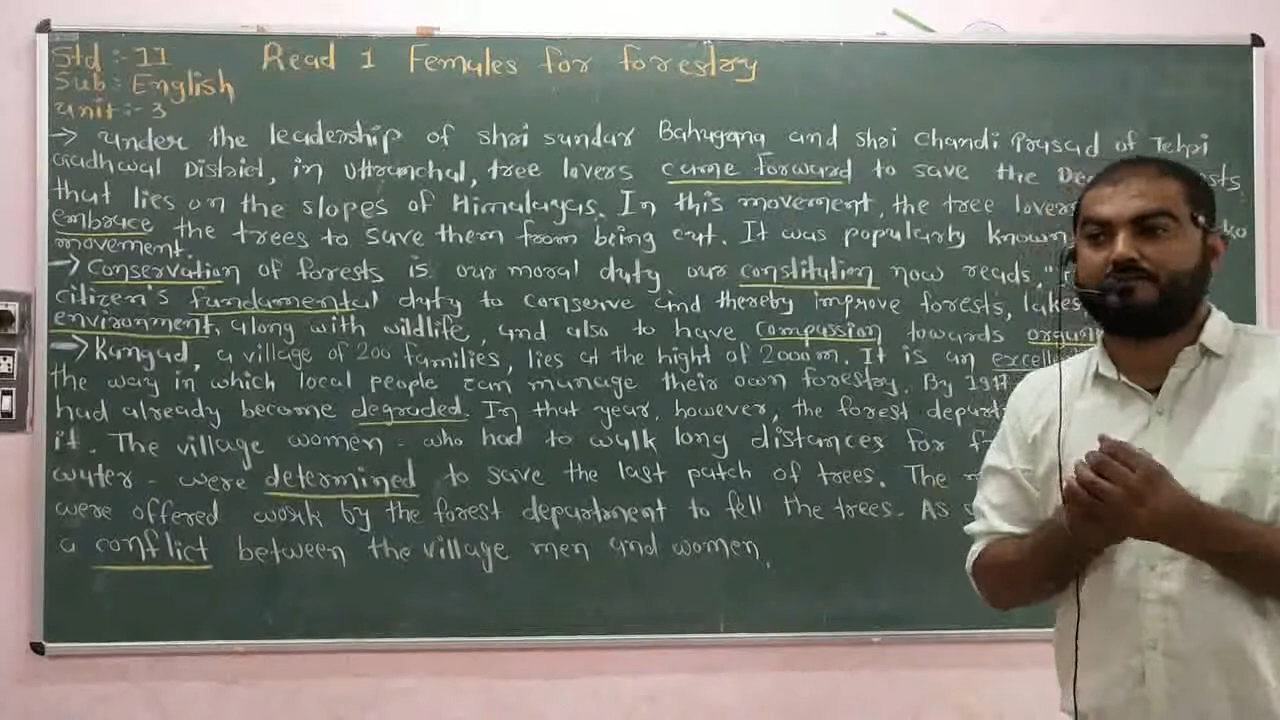 Std :- 11
Read 1 Females for forestry
Sub : English
Unit :- 3
→ Under the leadership of shri sundar Bahugana and shri Chandi Prasad of Tehri
Gadhwal District, in Uttranchal, tree lovers came forward to save the
that lies on the slopes of Himalayas. In this movement, the tree lovers
embrace the trees to save them from being cut. It was popularly known
movement.
→ Conservation of forests is our moral duty our constitution now reads, "
citizen's fundamental duty to conserve and thereby improve forests, lakes
environment, along with wildlife, and also to have compassion towards
→ Kangad, a village of 200 families, lies at the hight of 2000m. It is an
the way in which local people can manage their own forestry. By 1977
had already become degraded. In that year, however, the forest
it. The village women - who had to walk long distances for
water - were determined to save the last patch of trees. The
were offered work by the forest department to fell the trees. As
a conflict between the village men and women.